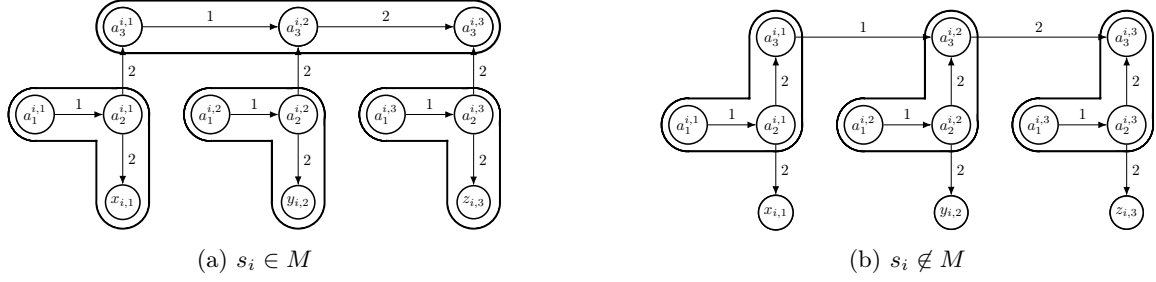 a_3^{i,1} 1 a_3^{i,2} 2 a_3^{i,3}
2 2 2
a_1^{i,1} 1 a_2^{i,1} a_1^{i,2} 1 a_2^{i,2} a_1^{i,3} 1 a_2^{i,3}
2 2 2
x_{i,1} y_{i,2} z_{i,3}
(a) s_i ∈ M
a_3^{i,1} 1 a_3^{i,2} 2 a_3^{i,3}
2 2 2
a_1^{i,1} 1 a_2^{i,1} a_1^{i,2} 1 a_2^{i,2} a_1^{i,3} 1 a_2^{i,3}
2 2 2
x_{i,1} y_{i,2} z_{i,3}
(b) s_i ∉ M